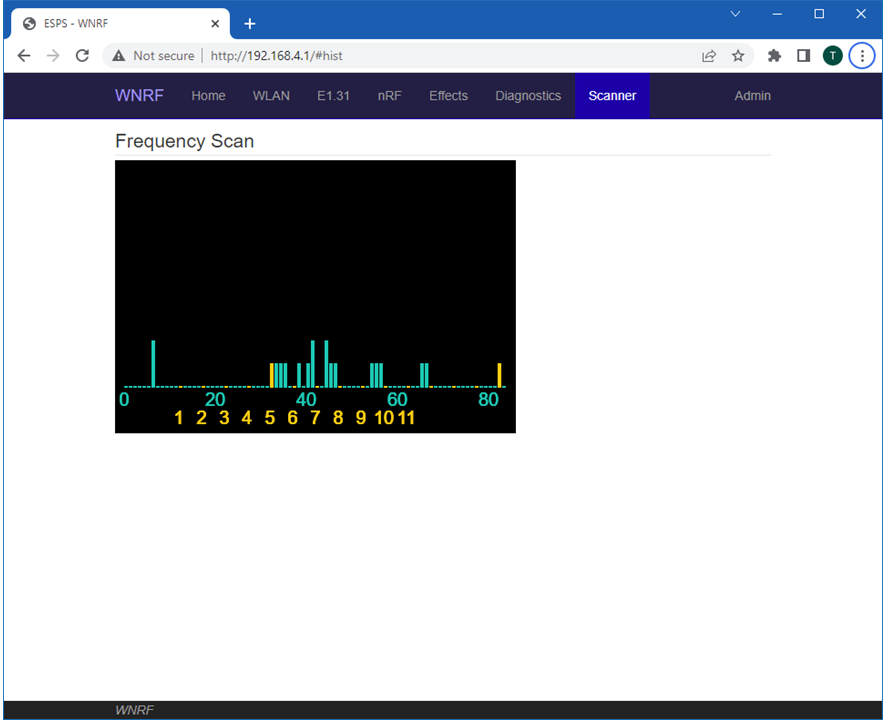 ESPS - WNRF
Not secure http://192.168.4.1/#hist T
WNRF Home WLAN E1.31 nRF Effects Diagnostics Scanner Admin
Frequency Scan
0 20 40 60 80
1 2 3 4 5 6 7 8 9 10 11
WNRF